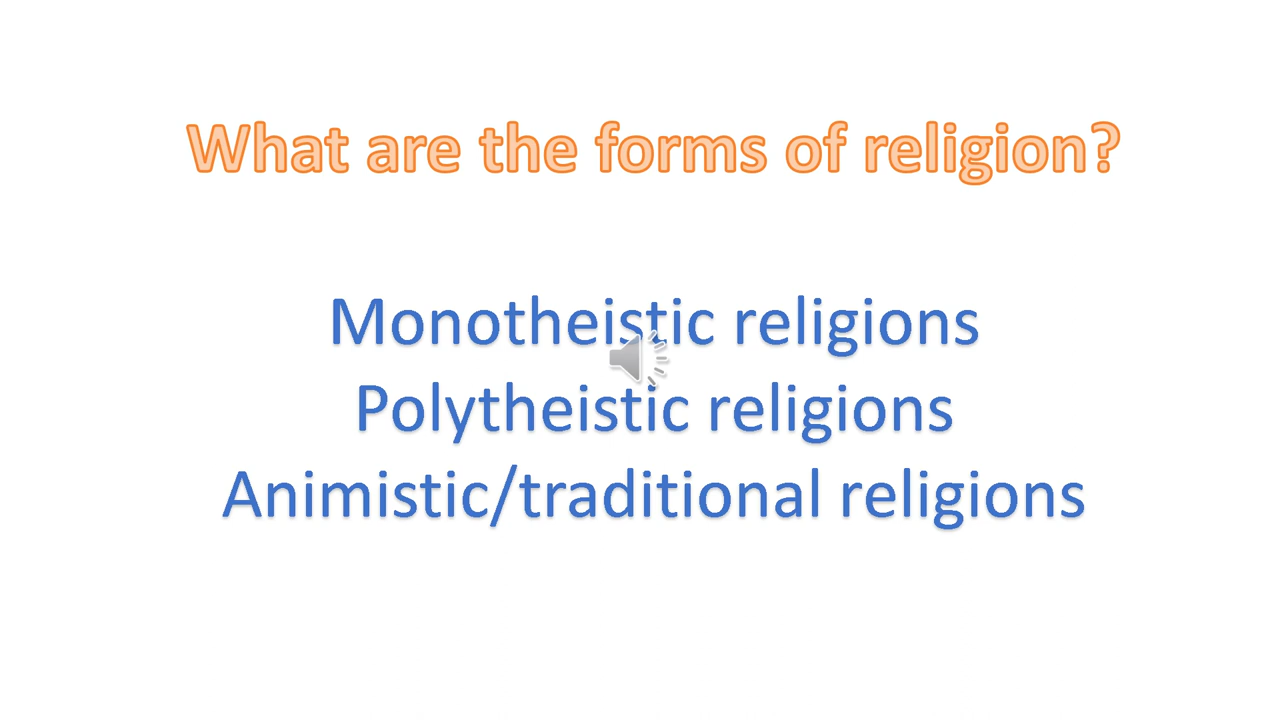 What are the forms of religion?
Monotheistic religions
Polytheistic religions
Animistic/traditional religions